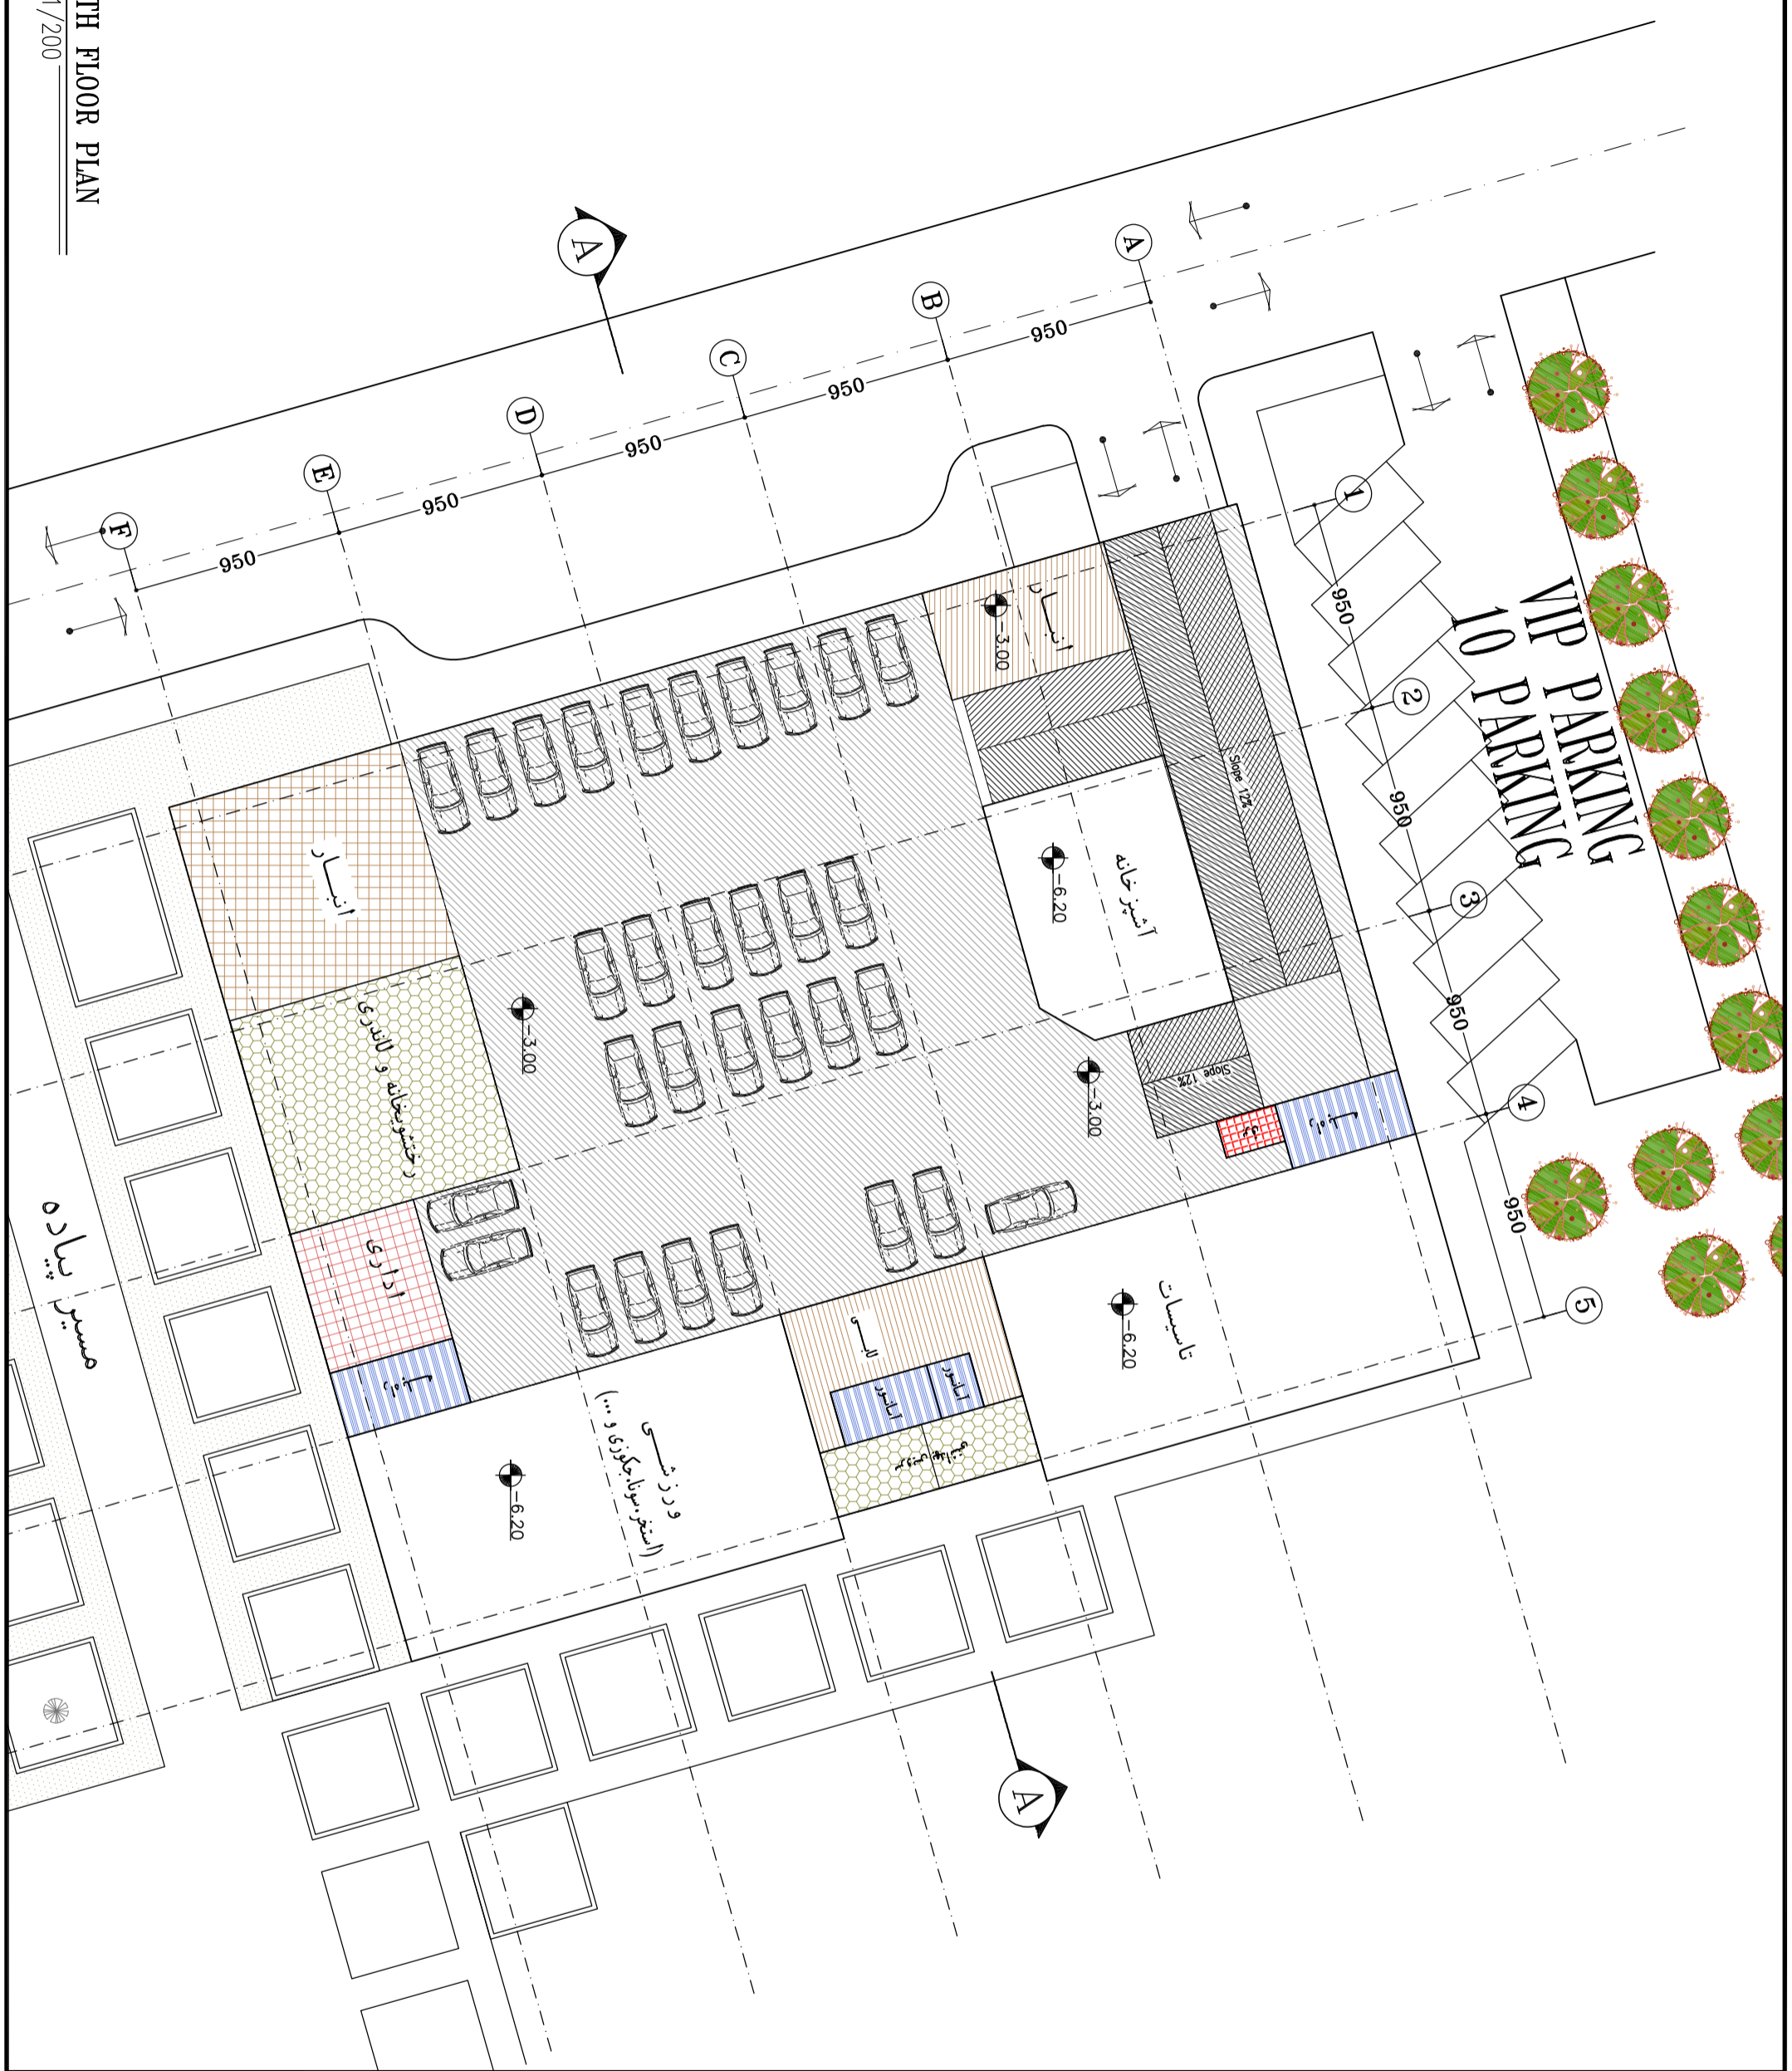 TH FLOOR PLAN
1/200
VIP PARKING
10 PARKING
A
B
C
D
E
F
950
950
950
950
950
1
2
3
4
5
950
950
950
950
A
A
Slope 12%
Slope 12%
انبار
-3.00
آشپزخانه
-6.20
-3.00
-3.00
انبار
رختشویخانه و لاندری
اداری
تاسیسات
-6.20
لابی
آسانسور
آسانسور
ورزشی
(استخر،سونا،جکوزی و ...)
-6.20
مسیر پیاده